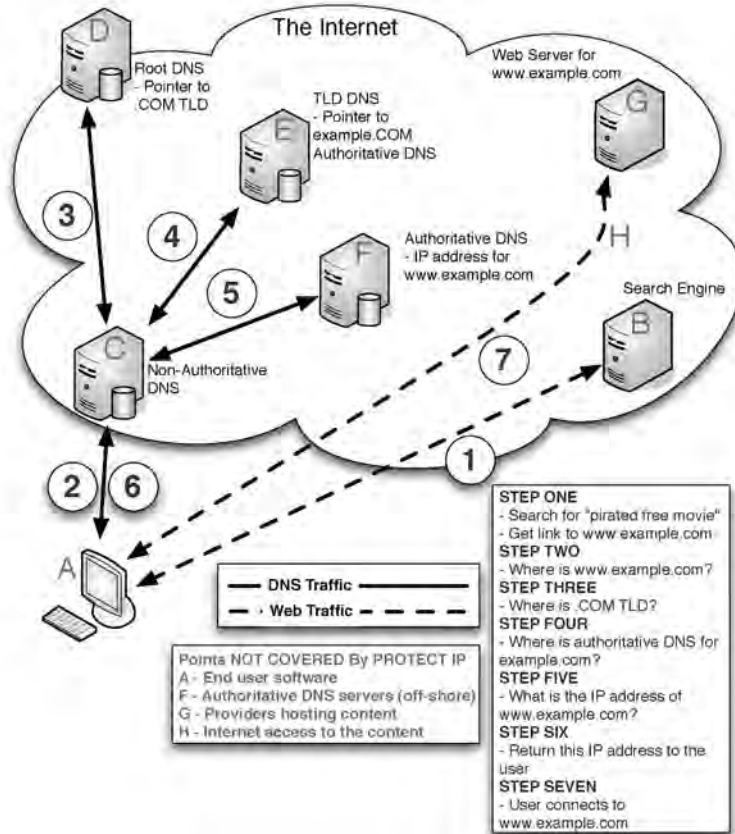 The Internet
D
Root DNS
- Pointer to
.COM TLD
E
TLD DNS
- Pointer to
example.COM
Authoritative DNS
Web Server for
www.example.com
G
3
4
5
F
Authoritative DNS
- IP address for
www.example.com
H
Search Engine
B
C
Non-Authoritative
DNS
7
1
2
6
A
DNS Traffic
Web Traffic
Points NOT COVERED By PROTECT IP
A - End user software
F - Authoritative DNS servers (off-shore)
G - Providers hosting content
H - Internet access to the content
STEP ONE
- Search for "pirated free movie"
- Get link to www.example.com
STEP TWO
- Where is www.example.com?
STEP THREE
- Where is .COM TLD?
STEP FOUR
- Where is authoritative DNS for
example.com?
STEP FIVE
- What is the IP address of
www.example.com?
STEP SIX
- Return this IP address to the
user
STEP SEVEN
- User connects to
www.example.com